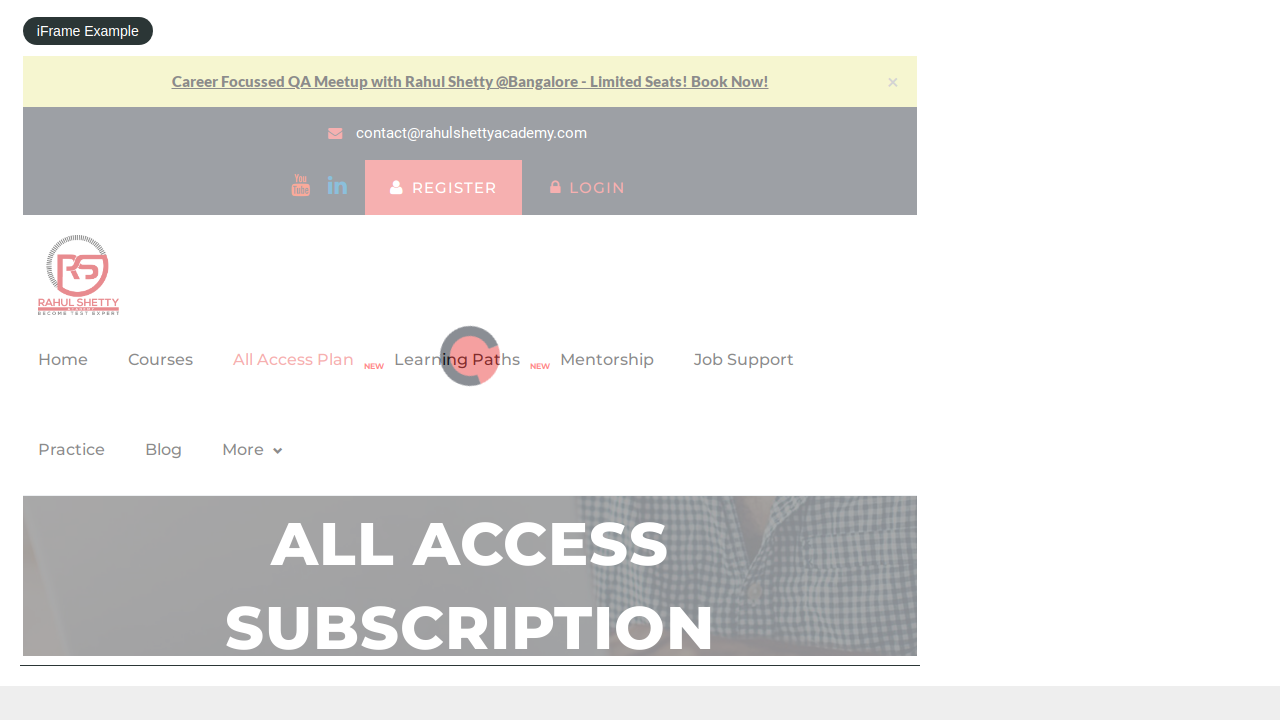 iFrame Example
Career Focussed QA Meetup with Rahul Shetty @Bangalore - Limited Seats! Book Now!
×
contact@rahulshettyacademy.com
You Tube in REGISTER LOGIN
RS
RAHUL SHETTY
ACADEMY
BECOME TEST EXPERT
Home Courses All Access Plan NEW Learning Paths NEW Mentorship Job Support
Practice Blog More
ALL ACCESS
SUBSCRIPTION